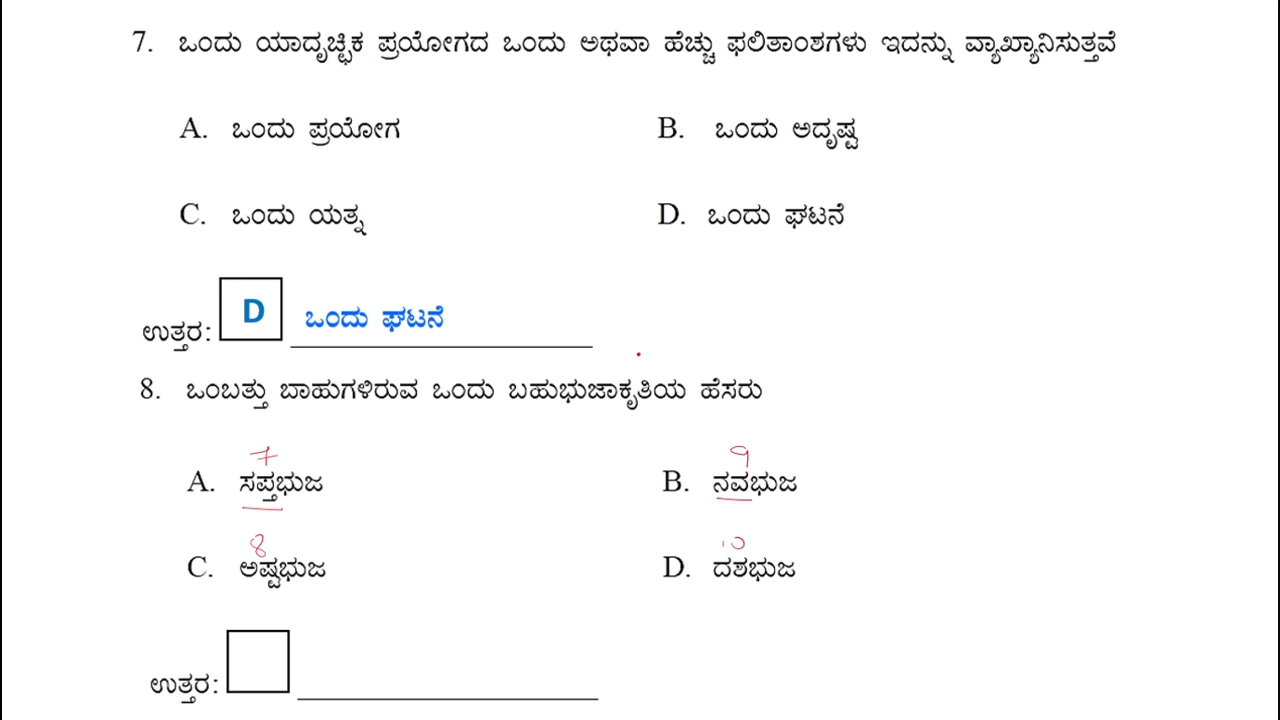 7. ಒಂದು ಯಾದೃಚ್ಛಿಕ ಪ್ರಯೋಗದ ಒಂದು ಅಥವಾ ಹೆಚ್ಚು ಫಲಿತಾಂಶಗಳು ಇದನ್ನು ವ್ಯಾಖ್ಯಾನಿಸುತ್ತವೆ
A. ಒಂದು ಪ್ರಯೋಗ B. ಒಂದು ಅದೃಷ್ಟ
C. ಒಂದು ಯತ್ನ D. ಒಂದು ಘಟನೆ
ಉತ್ತರ: D ಒಂದು ಘಟನೆ
8. ಒಂಬತ್ತು ಬಾಹುಗಳಿರುವ ಒಂದು ಬಹುಭುಜಾಕೃತಿಯ ಹೆಸರು
7 9
A. ಸಪ್ತಭುಜ B. ನವಭುಜ
8 10
C. ಅಷ್ಟಭುಜ D. ದಶಭುಜ
ಉತ್ತರ: